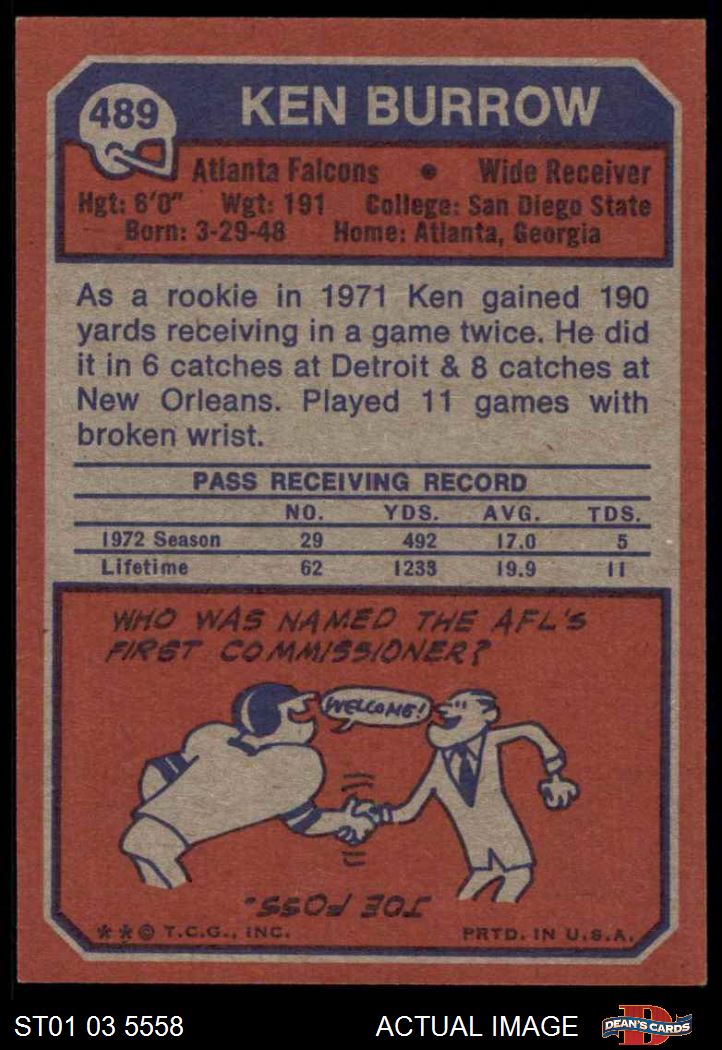 489
KEN BURROW
Atlanta Falcons • Wide Receiver
Hgt: 6'0" Wgt: 191 College: San Diego State
Born: 3-29-48 Home: Atlanta, Georgia
As a rookie in 1971 Ken gained 190
yards receiving in a game twice. He did
it in 6 catches at Detroit & 8 catches at
New Orleans. Played 11 games with
broken wrist.
PASS RECEIVING RECORD
NO. YDS. AVG. TDS.
1972 Season 29 492 17.0 5
Lifetime 62 1233 19.9 11
WHO WAS NAMED THE AFL'S
FIRST COMMISSIONER?
WELCOME!
JOE FOSS.
** © T.C.G., INC. PRTD. IN U.S.A.
ST01 03 5558 ACTUAL IMAGE
D
DEAN'S CARDS